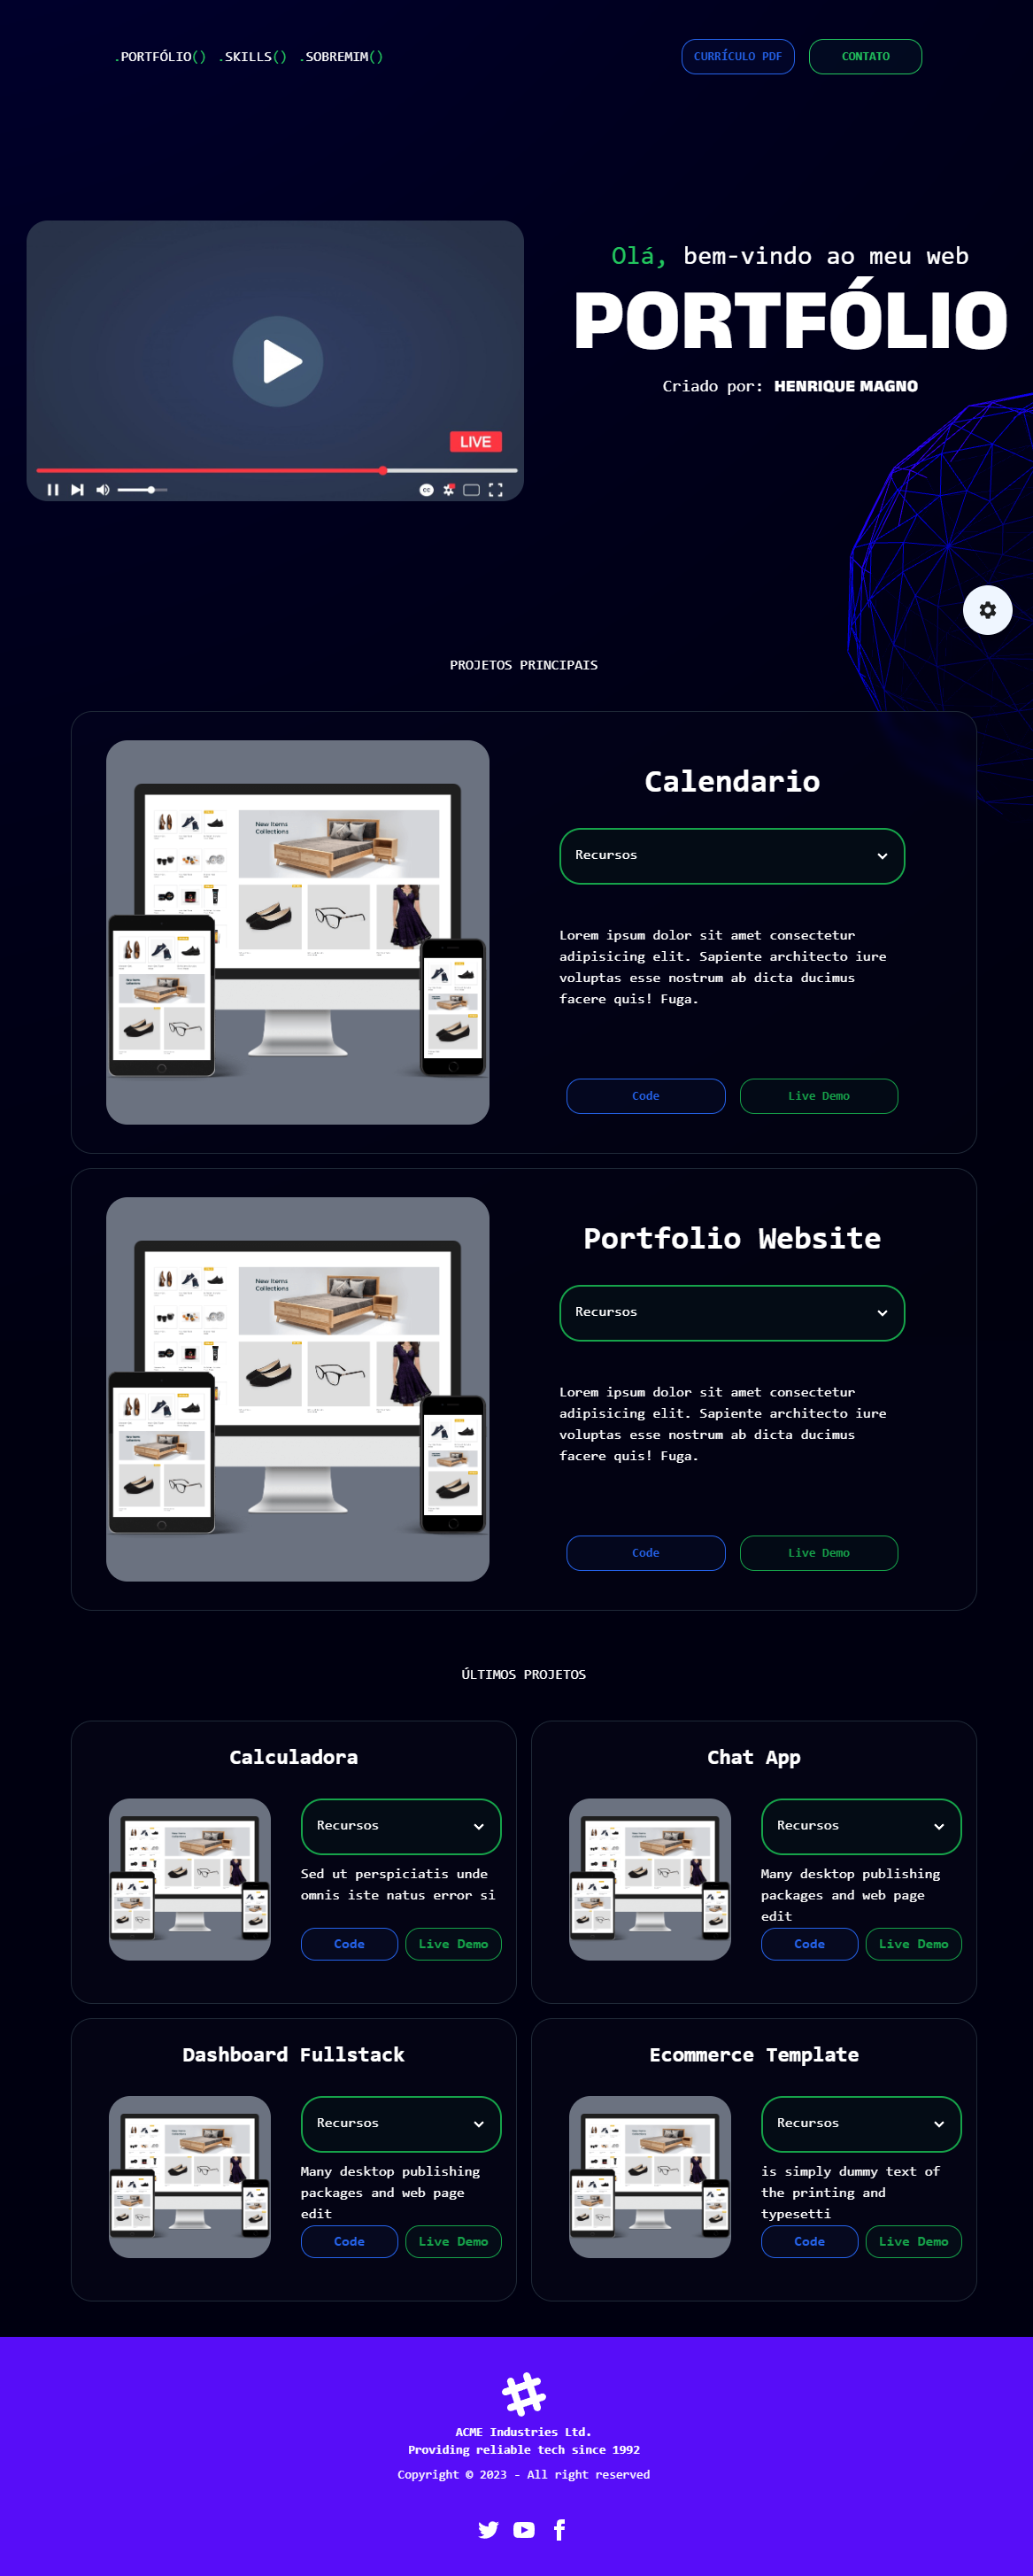 .PORTFÓLIO() .SKILLS() .SOBREMIM()
CURRÍCULO PDF
CONTATO
Olá, bem-vindo ao meu web
PORTFÓLIO
Criado por: HENRIQUE MAGNO
LIVE
CC
PROJETOS PRINCIPAIS
New Items
Collections
Calendario
Recursos
Lorem ipsum dolor sit amet consectetur
adipisicing elit. Sapiente architecto iure
voluptas esse nostrum ab dicta ducimus
facere quis! Fuga.
Code
Live Demo
New Items
Collections
Portfolio Website
Recursos
Lorem ipsum dolor sit amet consectetur
adipisicing elit. Sapiente architecto iure
voluptas esse nostrum ab dicta ducimus
facere quis! Fuga.
Code
Live Demo
ÚLTIMOS PROJETOS
Calculadora
Recursos
Sed ut perspiciatis unde
omnis iste natus error si
Code
Live Demo
Chat App
Recursos
Many desktop publishing
packages and web page
edit
Code
Live Demo
Dashboard Fullstack
Recursos
Many desktop publishing
packages and web page
edit
Code
Live Demo
Ecommerce Template
Recursos
is simply dummy text of
the printing and
typesetti
Code
Live Demo
ACME Industries Ltd.
Providing reliable tech since 1992
Copyright © 2023 - All right reserved